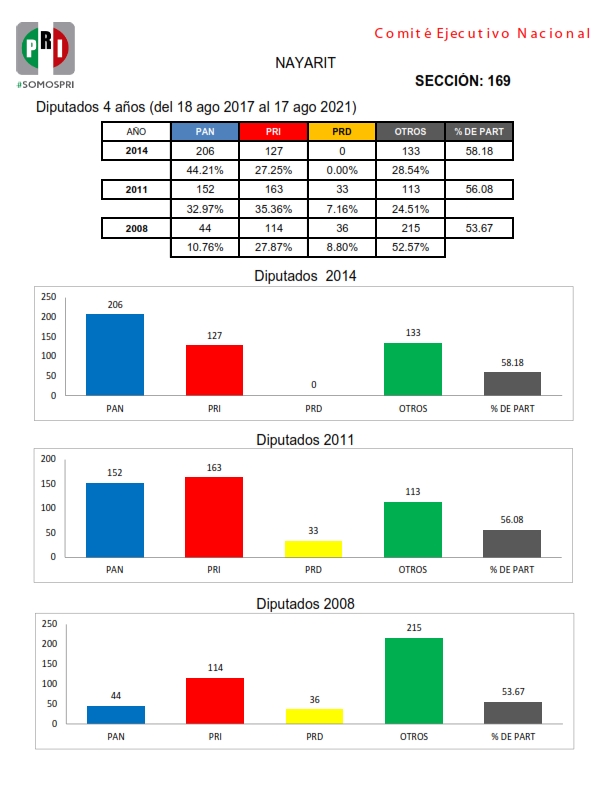 Comité Ejecutivo Nacional
PRI
#SOMOSPRI
NAYARIT
SECCIÓN: 169
Diputados 4 años (del 18 ago 2017 al 17 ago 2021)
AÑO PAN PRI PRD OTROS % DE PART
2014 206 127 0 133 58.18
44.21% 27.25% 0.00% 28.54%
2011 152 163 33 113 56.08
32.97% 35.36% 7.16% 24.51%
2008 44 114 36 215 53.67
10.76% 27.87% 8.80% 52.57%
Diputados 2014
250
200
150
100
50
0
206
127
0
133
58.18
PAN PRI PRD OTROS % DE PART
Diputados 2011
200
150
100
50
0
152
163
33
113
56.08
PAN PRI PRD OTROS % DE PART
Diputados 2008
250
200
150
100
50
0
44
114
36
215
53.67
PAN PRI PRD OTROS % DE PART